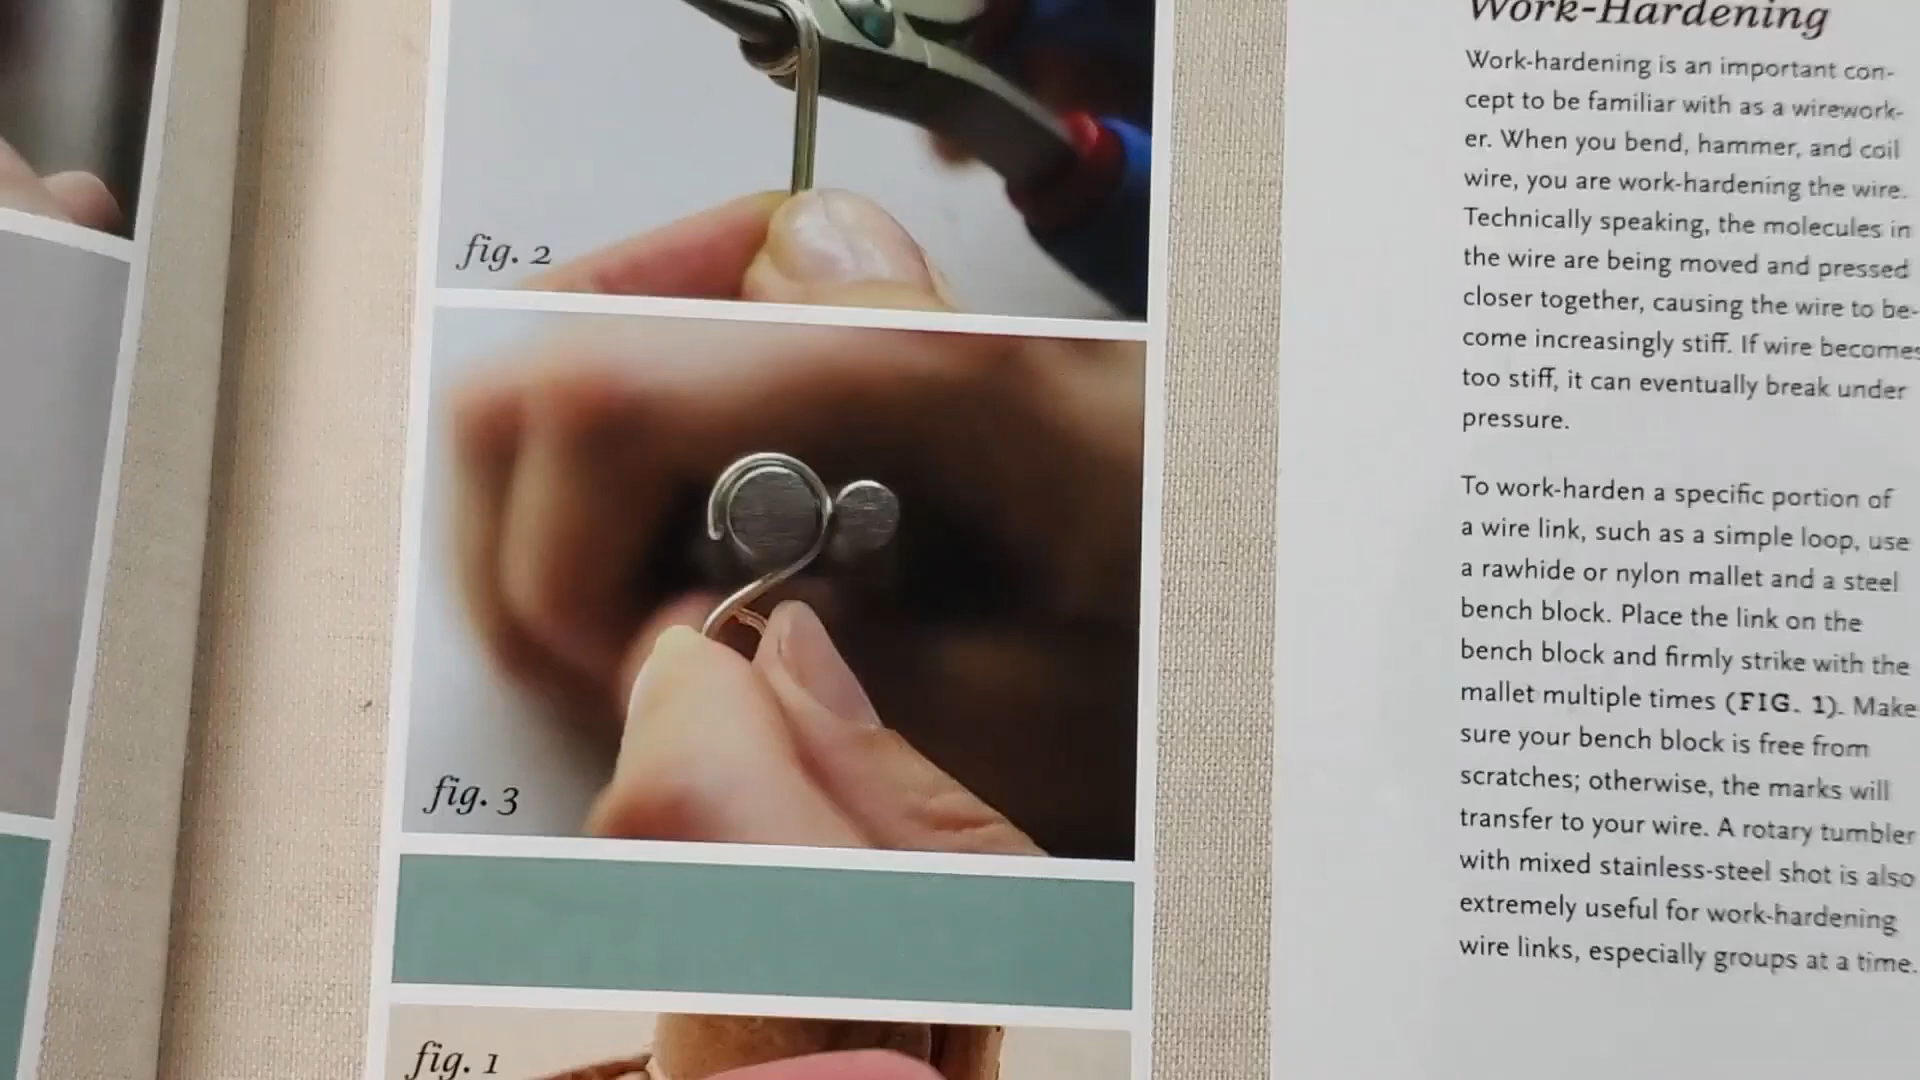 fig. 2
fig. 3
fig. 1
Work-Hardening
Work-hardening is an important con-
cept to be familiar with as a wirework-
er. When you bend, hammer, and coil
wire, you are work-hardening the wire.
Technically speaking, the molecules in
the wire are being moved and pressed
closer together, causing the wire to be-
come increasingly stiff. If wire becomes
too stiff, it can eventually break under
pressure.
To work-harden a specific portion of
a wire link, such as a simple loop, use
a rawhide or nylon mallet and a steel
bench block. Place the link on the
bench block and firmly strike with the
mallet multiple times (FIG. 1). Make
sure your bench block is free from
scratches; otherwise, the marks will
transfer to your wire. A rotary tumbler
with mixed stainless-steel shot is also
extremely useful for work-hardening
wire links, especially groups at a time.